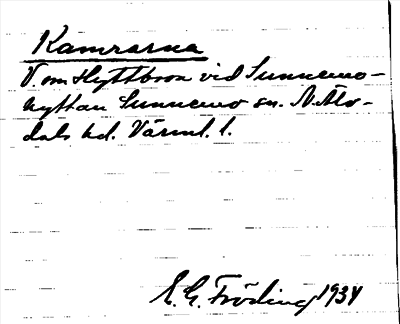 Kamrarna
V. om Hyttbron vid Sunnemo-
hyttan Sunnemo sn. N. Älv-
dals hd. Värml. l.
E. G. Fröding 1934